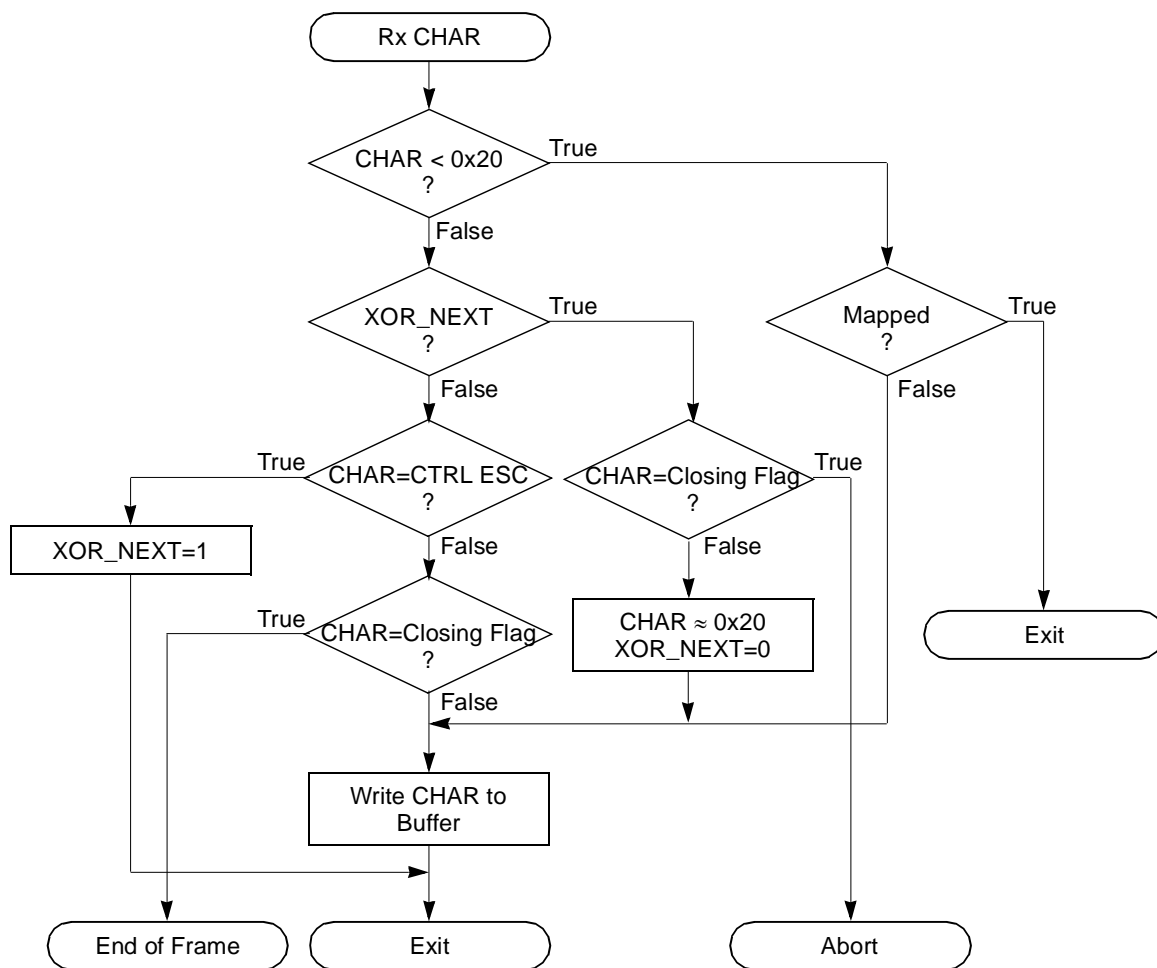 Rx CHAR
CHAR < 0x20
?
True
False
XOR_NEXT
?
True
False
Mapped
?
True
False
CHAR=CTRL ESC
?
True
False
CHAR=Closing Flag
?
True
False
XOR_NEXT=1
CHAR=Closing Flag
?
True
False
CHAR ≈ 0x20
XOR_NEXT=0
Exit
Write CHAR to
Buffer
End of Frame
Exit
Abort